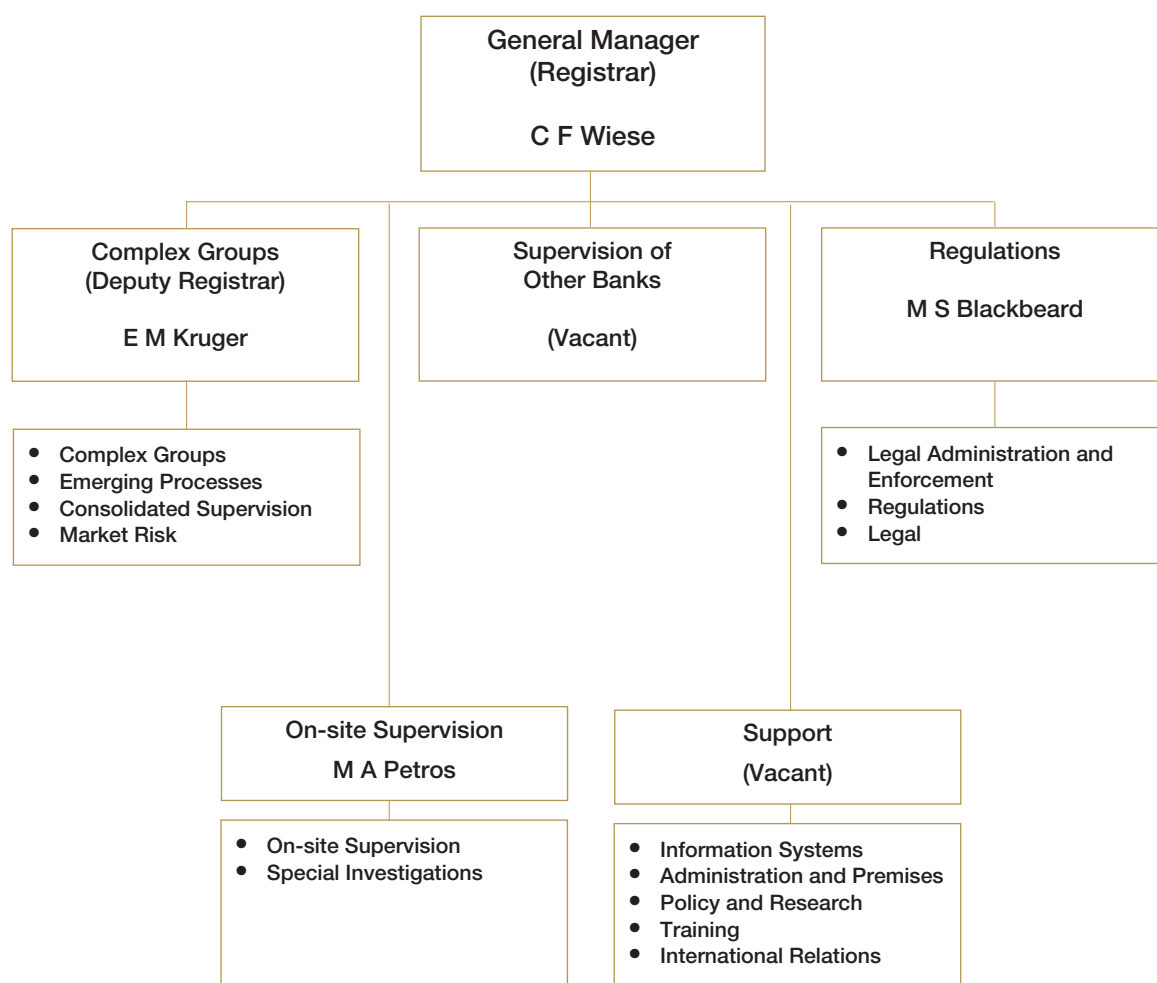 General Manager
(Registrar)
C F Wiese
Complex Groups
(Deputy Registrar)
E M Kruger
Supervision of
Other Banks
(Vacant)
Regulations
M S Blackbeard
• Complex Groups
• Emerging Processes
• Consolidated Supervision
• Market Risk
• Legal Administration and
Enforcement
• Regulations
• Legal
On-site Supervision
M A Petros
Support
(Vacant)
• On-site Supervision
• Special Investigations
• Information Systems
• Administration and Premises
• Policy and Research
• Training
• International Relations